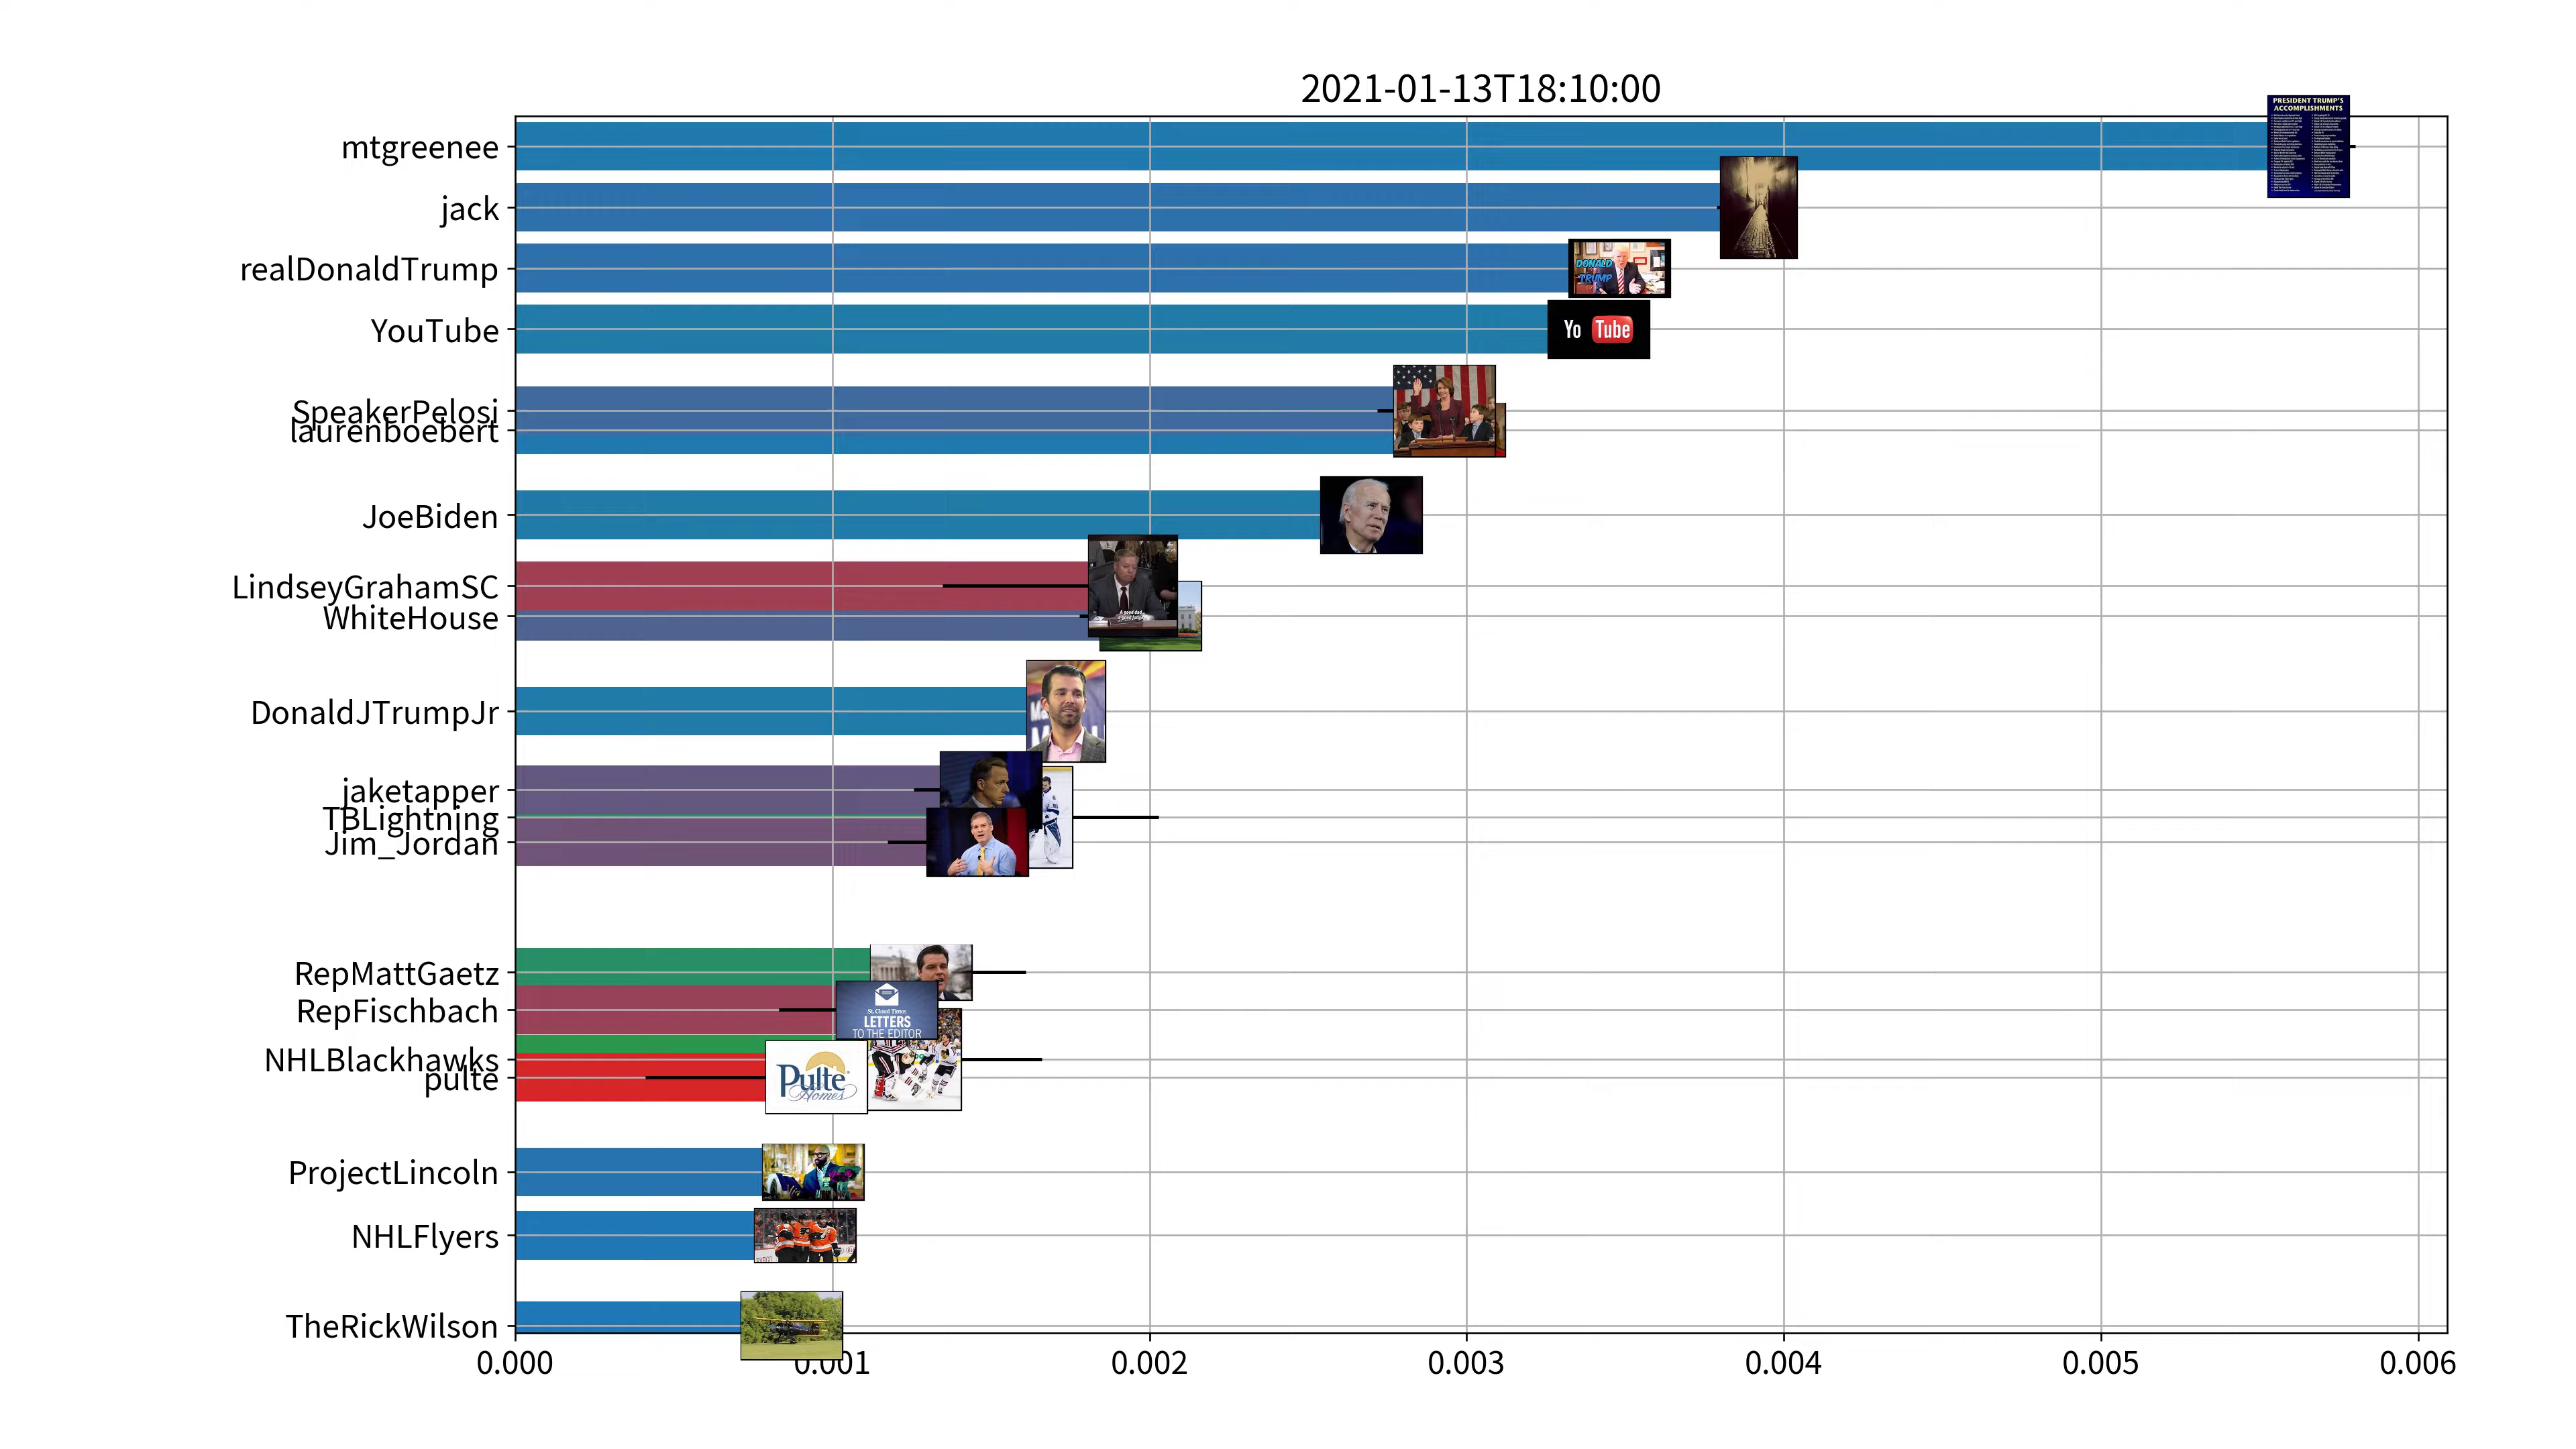 2021-01-13T18:10:00
PRESIDENT TRUMP'S
ACCOMPLISHMENTS
mtgreenee
jack
realDonaldTrump
DONALD
TRUMP
YouTube
Yo Tube
SpeakerPelosi
laurenboebert
JoeBiden
LindseyGrahamSC
WhiteHouse
DonaldJTrumpJr
jaketapper
TBLightning
Jim_Jordan
RepMattGaetz
RepFischbach
St. Cloud Times
LETTERS
TO THE EDITOR
NHLBlackhawks
pulte
Pulte
Homes
ProjectLincoln
NHLFlyers
TheRickWilson
0.000 0.001 0.002 0.003 0.004 0.005 0.006